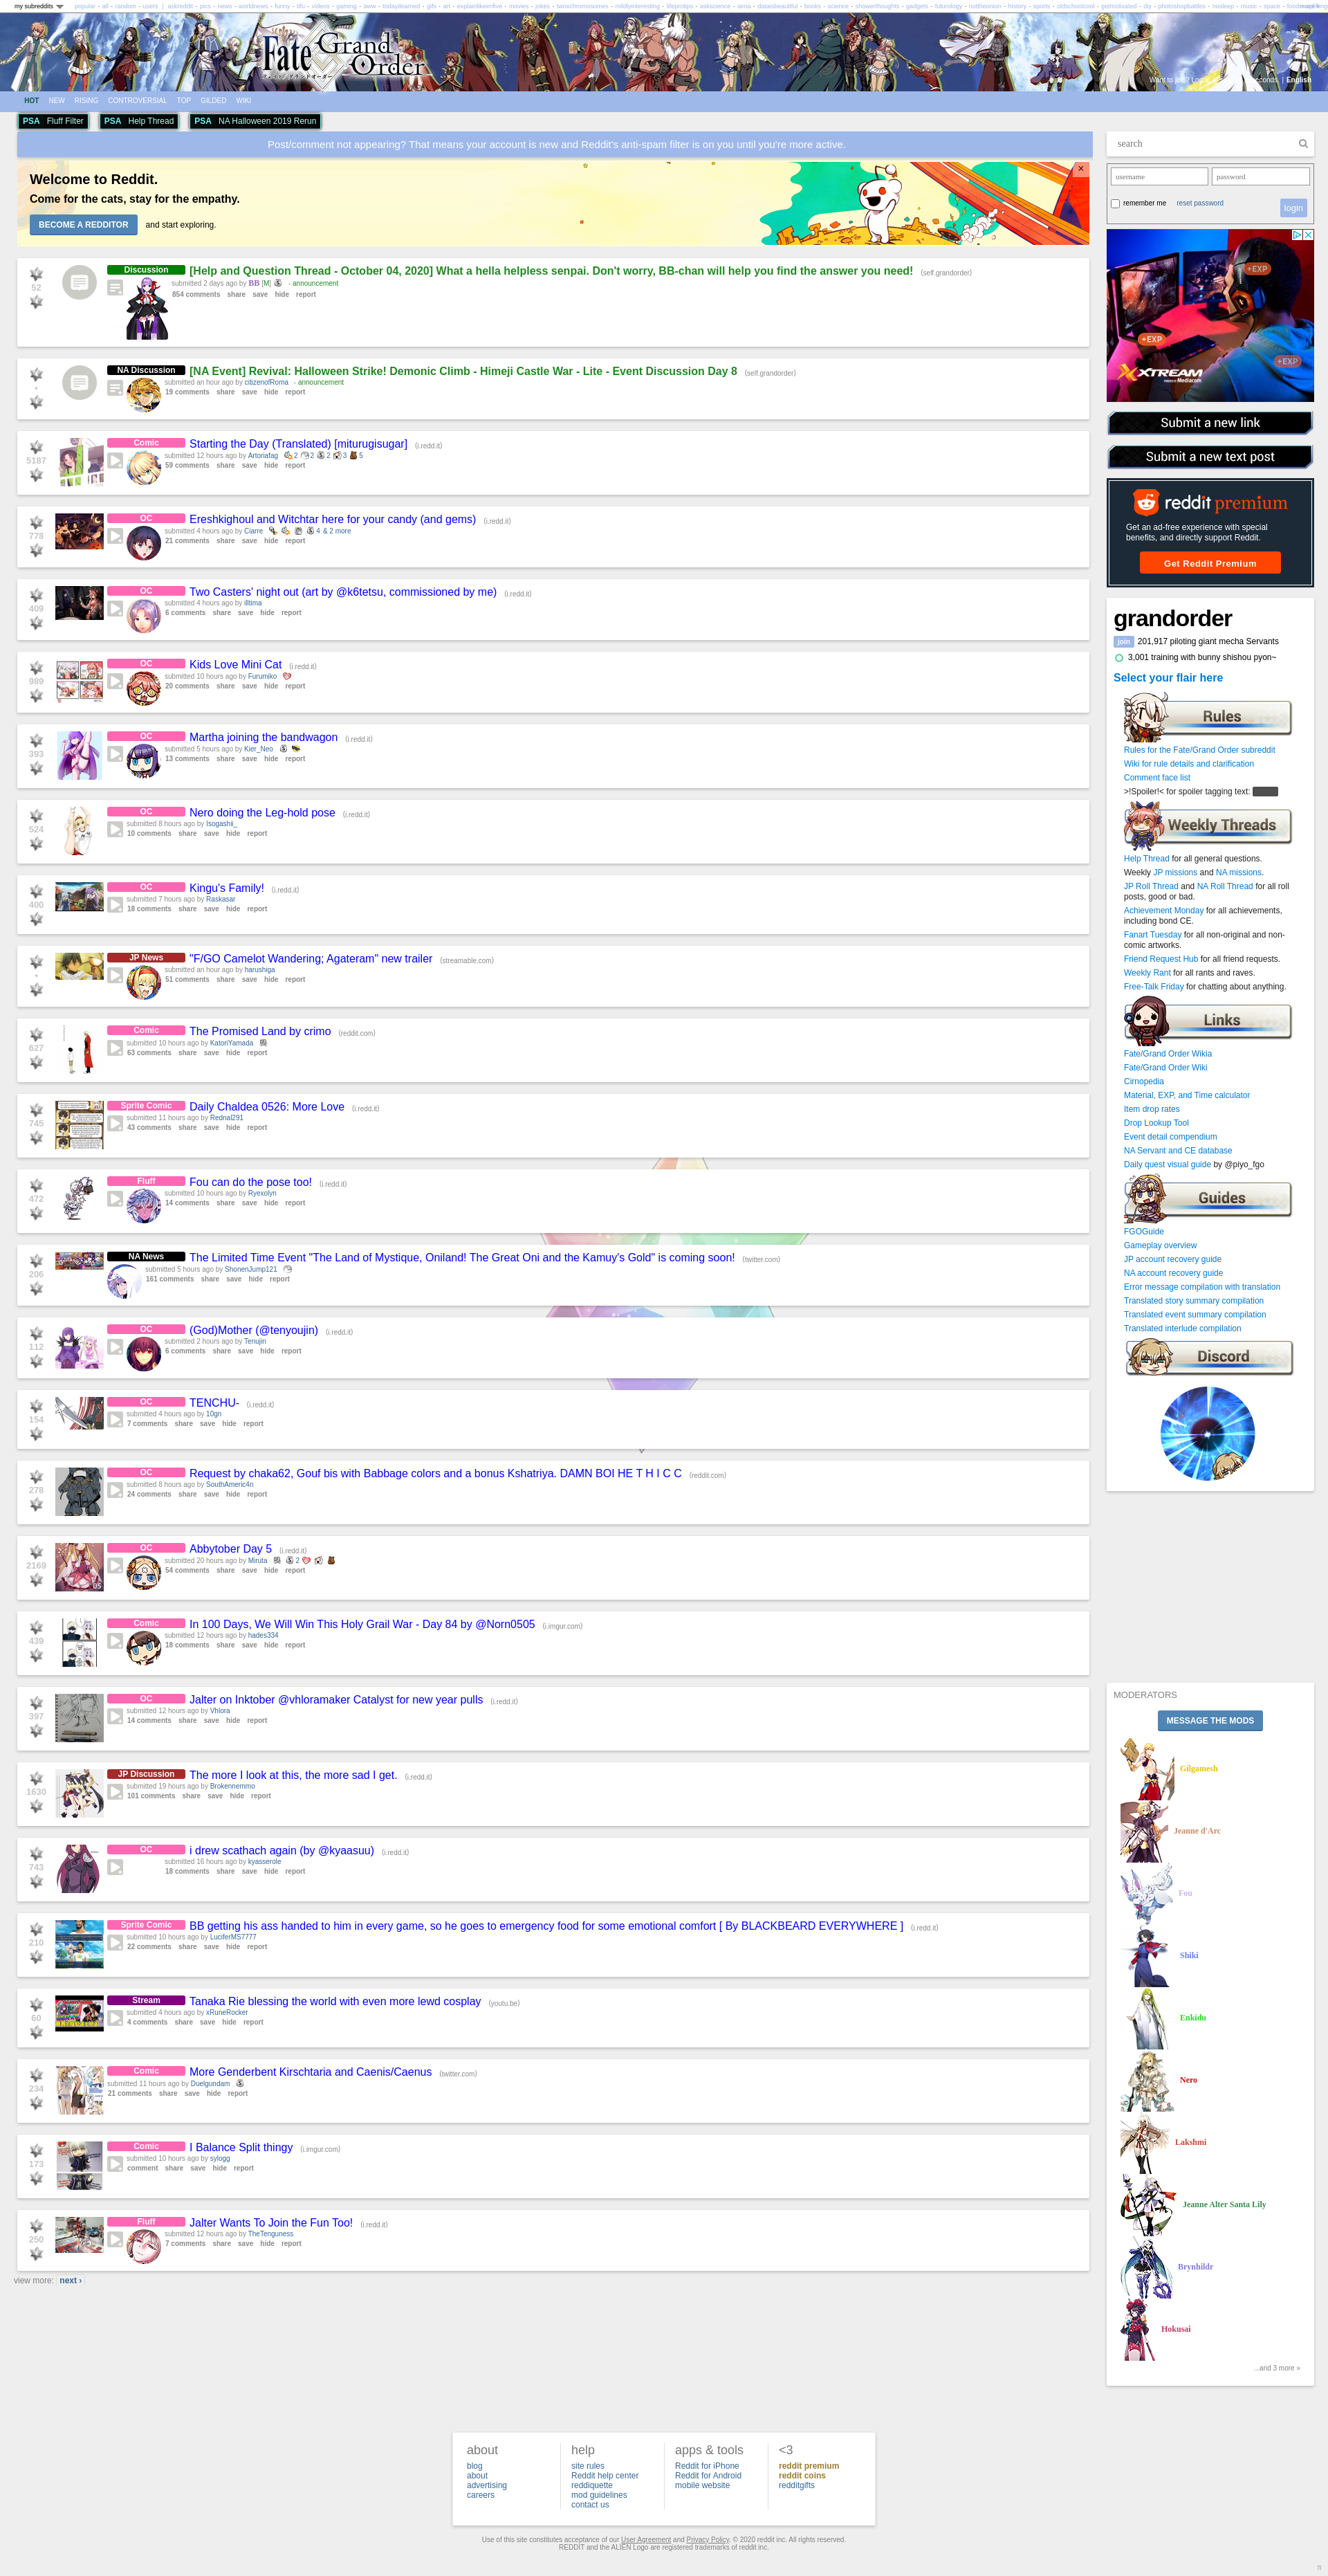 my subreddits
popular - all - random - users | askreddit - pics - news - worldnews - funny - tifu - videos - gaming - aww - todayilearned - gifs - art - explainlikeimfive - movies - jokes - twoxchromosomes - mildlyinteresting - lifeprotips - askscience - iama - dataisbeautiful - books - science - showerthoughts - gadgets - futurology - nottheonion - history - sports - oldschoolcool - getmotivated - diy - photoshopbattles - nosleep - music - space
Fate Grand Order
English
HOT NEW RISING CONTROVERSIAL TOP GILDED WIKI
PSA Fluff Filter
PSA Help Thread
PSA NA Halloween 2019 Rerun
Post/comment not appearing? That means your account is new and Reddit's anti-spam filter is on you until you're more active.
Welcome to Reddit.
Come for the cats, stay for the empathy.
BECOME A REDDITOR and start exploring.
52
Discussion [Help and Question Thread - October 04, 2020] What a hella helpless senpai. Don't worry, BB-chan will help you find the answer you need! (self.grandorder)
submitted 2 days ago by BB [M] - announcement
854 comments share save hide report
•
NA Discussion [NA Event] Revival: Halloween Strike! Demonic Climb - Himeji Castle War - Lite - Event Discussion Day 8 (self.grandorder)
submitted an hour ago by citizenofRoma - announcement
19 comments share save hide report
5187
Comic Starting the Day (Translated) [miturugisugar] (i.redd.it)
submitted 12 hours ago by Artoriafag 2 2 2 3 5
59 comments share save hide report
778
OC Ereshkighoul and Witchtar here for your candy (and gems) (i.redd.it)
submitted 4 hours ago by Ciarre 4 & 2 more
21 comments share save hide report
409
OC Two Casters' night out (art by @k6tetsu, commissioned by me) (i.redd.it)
submitted 4 hours ago by illtima
6 comments share save hide report
989
OC Kids Love Mini Cat (i.redd.it)
submitted 10 hours ago by Furumiko
20 comments share save hide report
393
OC Martha joining the bandwagon (i.redd.it)
submitted 5 hours ago by Kier_Neo
13 comments share save hide report
524
OC Nero doing the Leg-hold pose (i.redd.it)
submitted 8 hours ago by Isogashii_
10 comments share save hide report
400
OC Kingu's Family! (i.redd.it)
submitted 7 hours ago by Raskasar
18 comments share save hide report
•
JP News "F/GO Camelot Wandering; Agateram" new trailer (streamable.com)
submitted an hour ago by harushiga
51 comments share save hide report
627
Comic The Promised Land by crimo (reddit.com)
submitted 10 hours ago by KatoriYamada
63 comments share save hide report
745
Sprite Comic Daily Chaldea 0526: More Love (i.redd.it)
submitted 11 hours ago by Rednal291
43 comments share save hide report
472
Fluff Fou can do the pose too! (i.redd.it)
submitted 10 hours ago by Ryexolyn
14 comments share save hide report
206
NA News The Limited Time Event "The Land of Mystique, Oniland! The Great Oni and the Kamuy's Gold" is coming soon! (twitter.com)
submitted 5 hours ago by ShonenJump121
161 comments share save hide report
112
OC (God)Mother (@tenyoujin) (i.redd.it)
submitted 2 hours ago by Tenujin
6 comments share save hide report
154
OC TENCHU- (i.redd.it)
submitted 4 hours ago by 10gn
7 comments share save hide report
278
OC Request by chaka62, Gouf bis with Babbage colors and a bonus Kshatriya. DAMN BOI HE T H I C C (reddit.com)
submitted 8 hours ago by SouthAmeric4n
24 comments share save hide report
2169
OC Abbytober Day 5 (i.redd.it)
submitted 20 hours ago by Miruta 2
54 comments share save hide report
439
Comic In 100 Days, We Will Win This Holy Grail War - Day 84 by @Norn0505 (i.imgur.com)
submitted 12 hours ago by hades334
18 comments share save hide report
397
OC Jalter on Inktober @vhloramaker Catalyst for new year pulls (i.redd.it)
submitted 12 hours ago by Vhlora
14 comments share save hide report
1630
JP Discussion The more I look at this, the more sad I get. (i.redd.it)
submitted 19 hours ago by Brokennemmo
101 comments share save hide report
743
OC i drew scathach again (by @kyaasuu) (i.redd.it)
submitted 16 hours ago by kyasserole
18 comments share save hide report
210
Sprite Comic BB getting his ass handed to him in every game, so he goes to emergency food for some emotional comfort [ By BLACKBEARD EVERYWHERE ] (i.redd.it)
submitted 10 hours ago by LuciferMS7777
22 comments share save hide report
60
Stream Tanaka Rie blessing the world with even more lewd cosplay (youtu.be)
submitted 4 hours ago by xRuneRocker
4 comments share save hide report
234
Comic More Genderbent Kirschtaria and Caenis/Caenus (twitter.com)
submitted 11 hours ago by Duelgundam
21 comments share save hide report
173
Comic I Balance Split thingy (i.imgur.com)
submitted 10 hours ago by sylogg
comment share save hide report
250
Fluff Jalter Wants To Join the Fun Too! (i.redd.it)
submitted 12 hours ago by TheTenguness
7 comments share save hide report
view more: next ›
search
username
password
remember me reset password login
+EXP
+EXP
+EXP
XTREAM
powered by Mediacom
Submit a new link
Submit a new text post
reddit premium
Get an ad-free experience with special
benefits, and directly support Reddit.
Get Reddit Premium
grandorder
join 201,917 piloting giant mecha Servants
3,001 training with bunny shishou pyon~
Select your flair here
Rules
Rules for the Fate/Grand Order subreddit
Wiki for rule details and clarification
Comment face list
>!Spoiler!< for spoiler tagging text:
Weekly Threads
Help Thread for all general questions.
Weekly JP missions and NA missions.
JP Roll Thread and NA Roll Thread for all roll
posts, good or bad.
Achievement Monday for all achievements,
including bond CE.
Fanart Tuesday for all non-original and non-
comic artworks.
Friend Request Hub for all friend requests.
Weekly Rant for all rants and raves.
Free-Talk Friday for chatting about anything.
Links
Fate/Grand Order Wikia
Fate/Grand Order Wiki
Cirnopedia
Material, EXP, and Time calculator
Item drop rates
Drop Lookup Tool
Event detail compendium
NA Servant and CE database
Daily quest visual guide by @piyo_fgo
Guides
FGOGuide
Gameplay overview
JP account recovery guide
NA account recovery guide
Error message compilation with translation
Translated story summary compilation
Translated event summary compilation
Translated interlude compilation
Discord
MODERATORS
MESSAGE THE MODS
Gilgamesh
Jeanne d'Arc
Fou
Shiki
Enkidu
Nero
Lakshmi
Jeanne Alter Santa Lily
Brynhildr
Hokusai
...and 3 more »
about
blog
about
advertising
careers
help
site rules
Reddit help center
reddiquette
mod guidelines
contact us
apps & tools
Reddit for iPhone
Reddit for Android
mobile website
<3
reddit premium
reddit coins
redditgifts
Use of this site constitutes acceptance of our User Agreement and Privacy Policy. © 2020 reddit inc. All rights reserved.
REDDIT and the ALIEN Logo are registered trademarks of reddit inc.
π